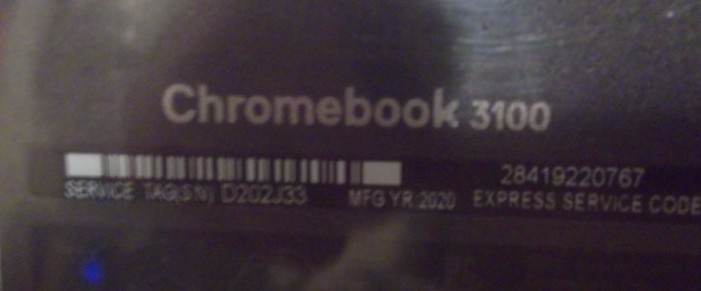 Chromebook 3100
28419220767
SERVICE TAG(S/N) D202J33 MFG YR 2020 EXPRESS SERVICE CODE